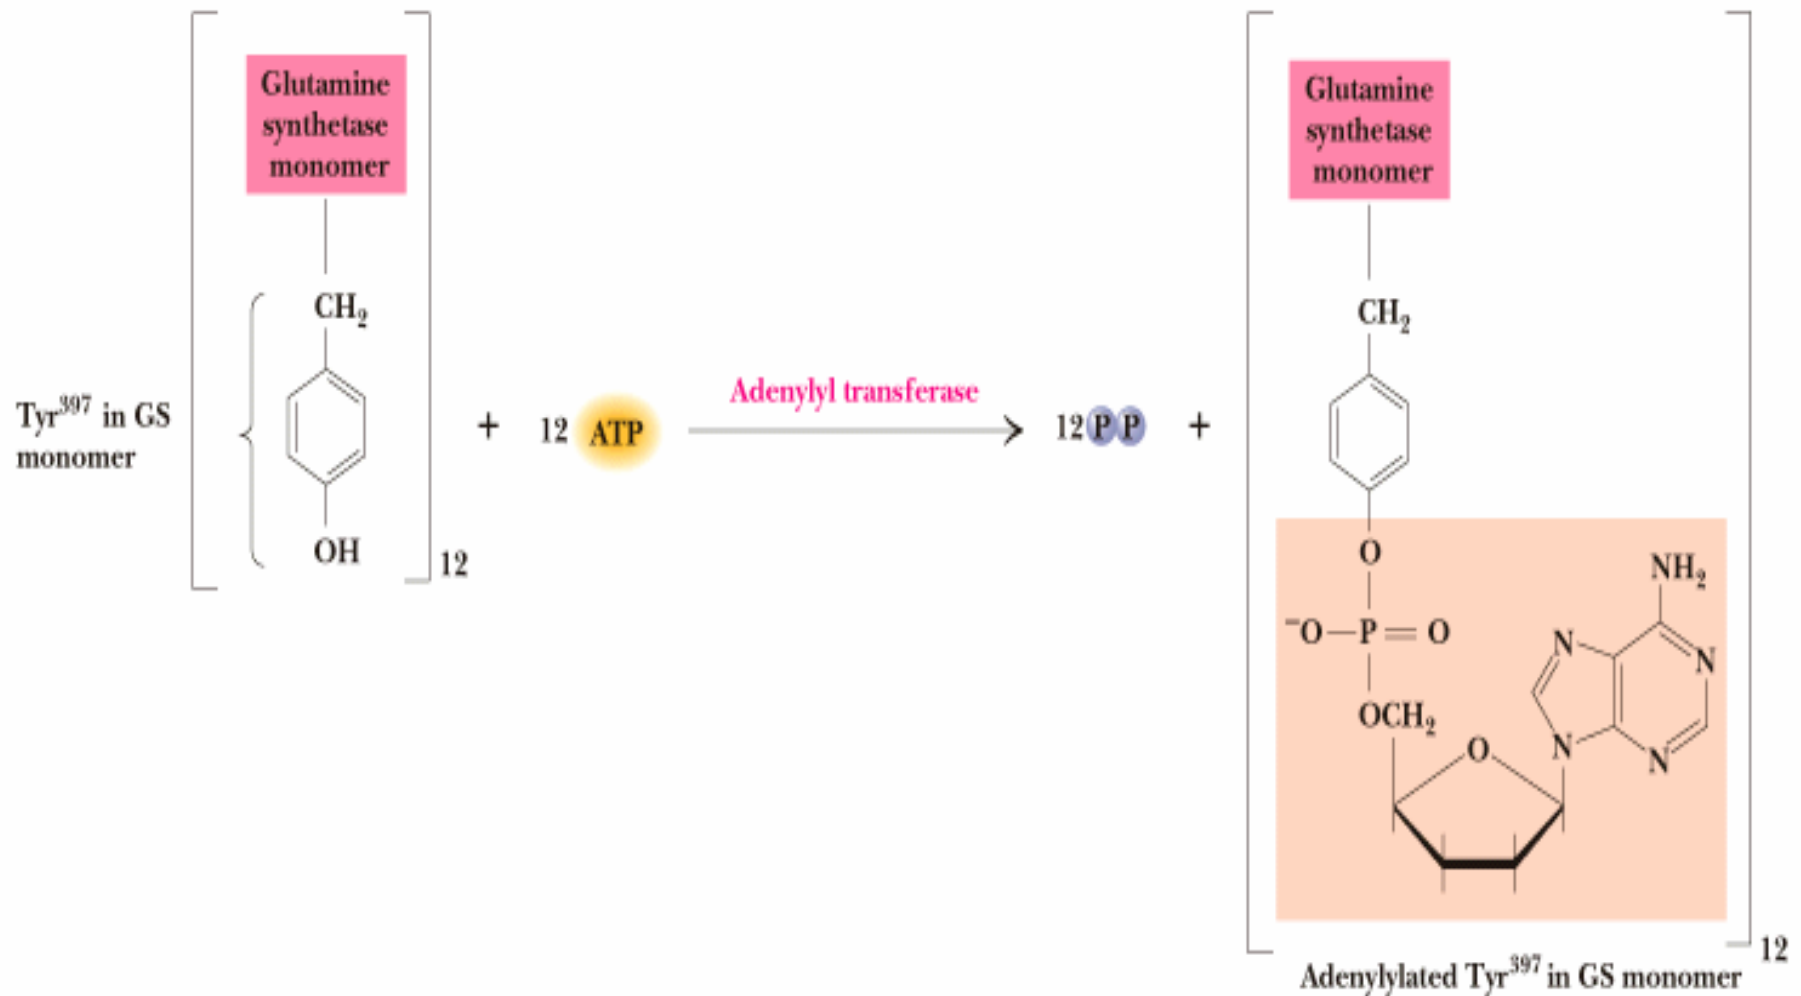 Glutamine
synthetase
monomer
CH₂
OH
12
Tyr³⁹⁷ in GS
monomer
+
12 ATP
Adenylyl transferase
12 P P
+
Glutamine
synthetase
monomer
CH₂
O
⁻O—P=O
OCH₂
O
NH₂
N
N
N
N
12
Adenylylated Tyr³⁹⁷ in GS monomer